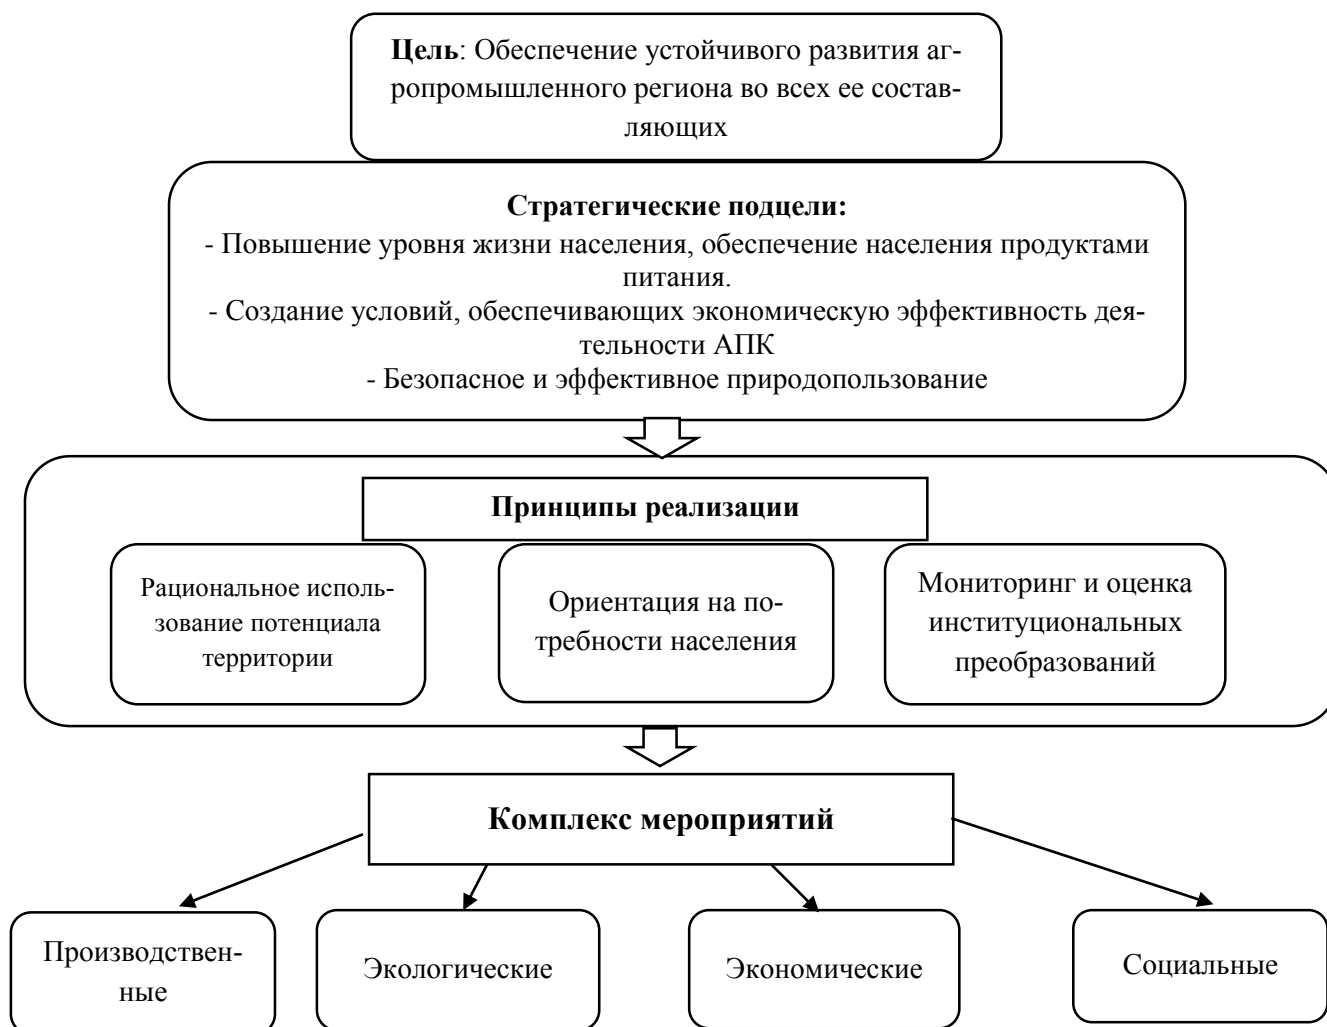 Цель: Обеспечение устойчивого развития аг-
ропромышленного региона во всех ее состав-
ляющих
Стратегические подцели:
- Повышение уровня жизни населения, обеспечение населения продуктами
питания.
- Создание условий, обеспечивающих экономическую эффективность дея-
тельности АПК
- Безопасное и эффективное природопользование
Принципы реализации
Рациональное исполь-
зование потенциала
территории
Ориентация на по-
требности населения
Мониторинг и оценка
институциональных
преобразований
Комплекс мероприятий
Производствен-
ные
Экологические
Экономические
Социальные